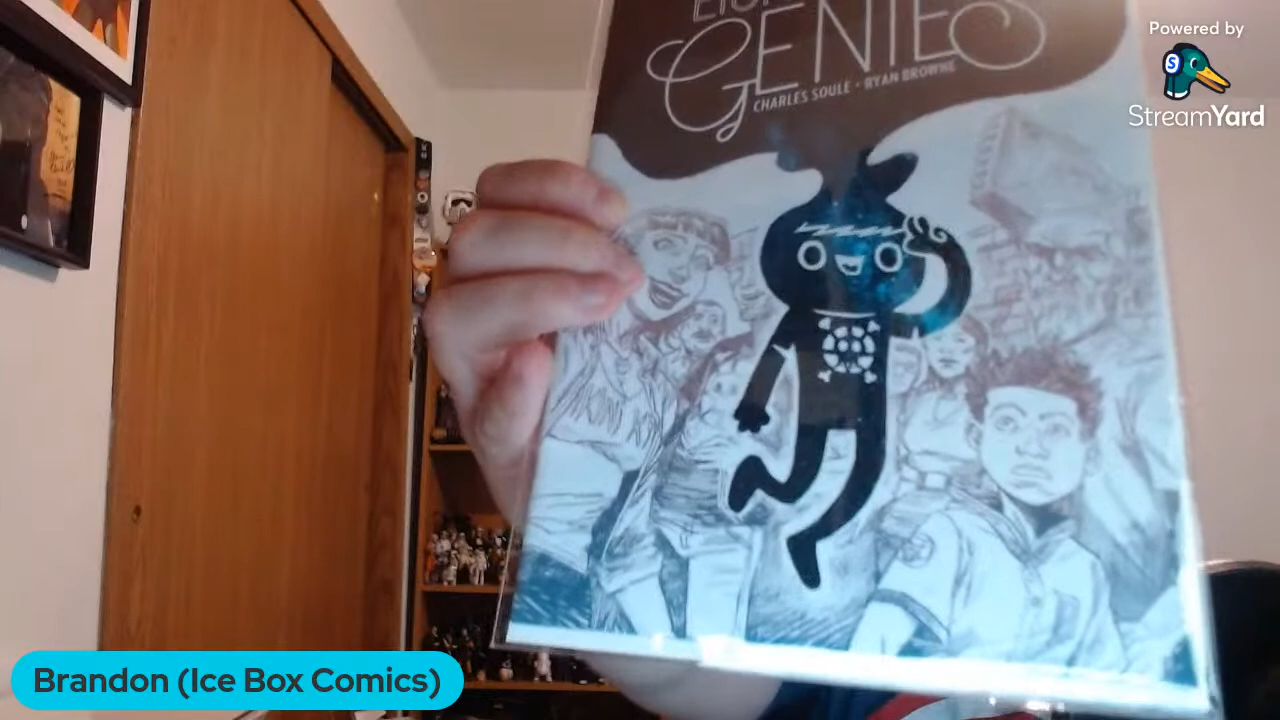 GENIES
CHARLES SOULE • RYAN BROWNE
Powered by
S
StreamYard
Brandon (Ice Box Comics)